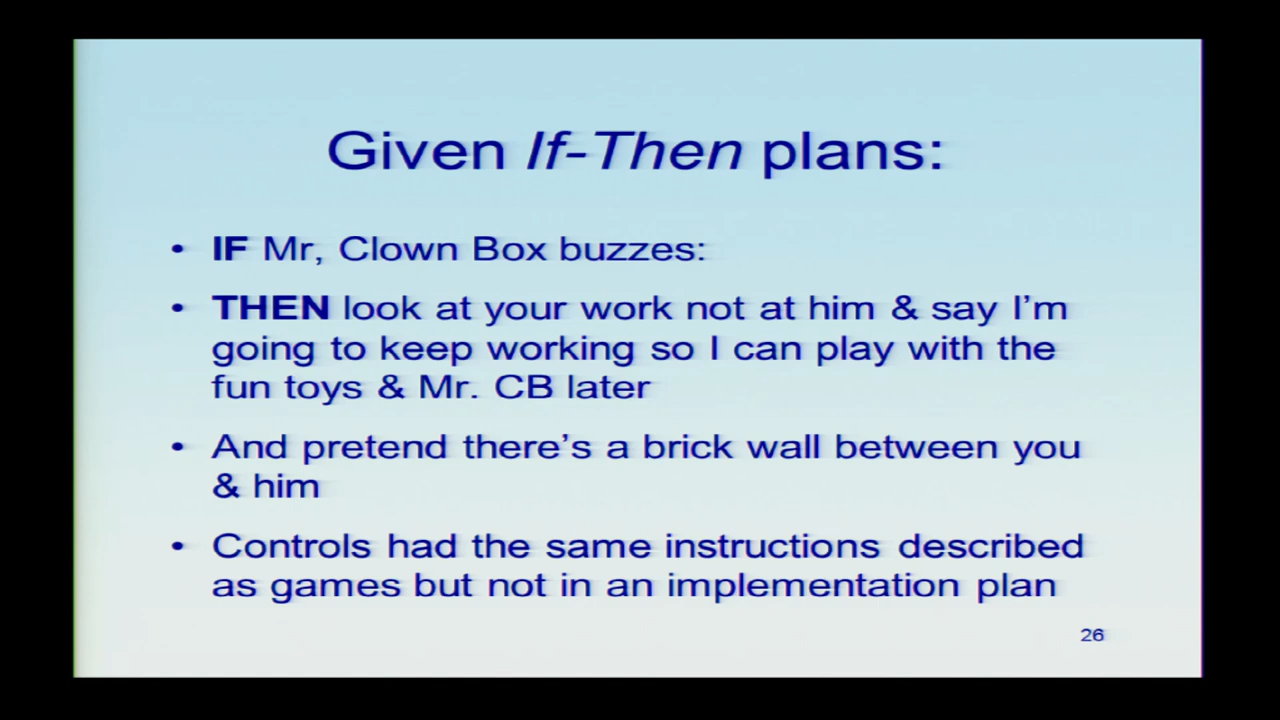 Given If-Then plans:
• IF Mr, Clown Box buzzes:
• THEN look at your work not at him & say I'm
going to keep working so I can play with the
fun toys & Mr. CB later
• And pretend there's a brick wall between you
& him
• Controls had the same instructions described
as games but not in an implementation plan
26